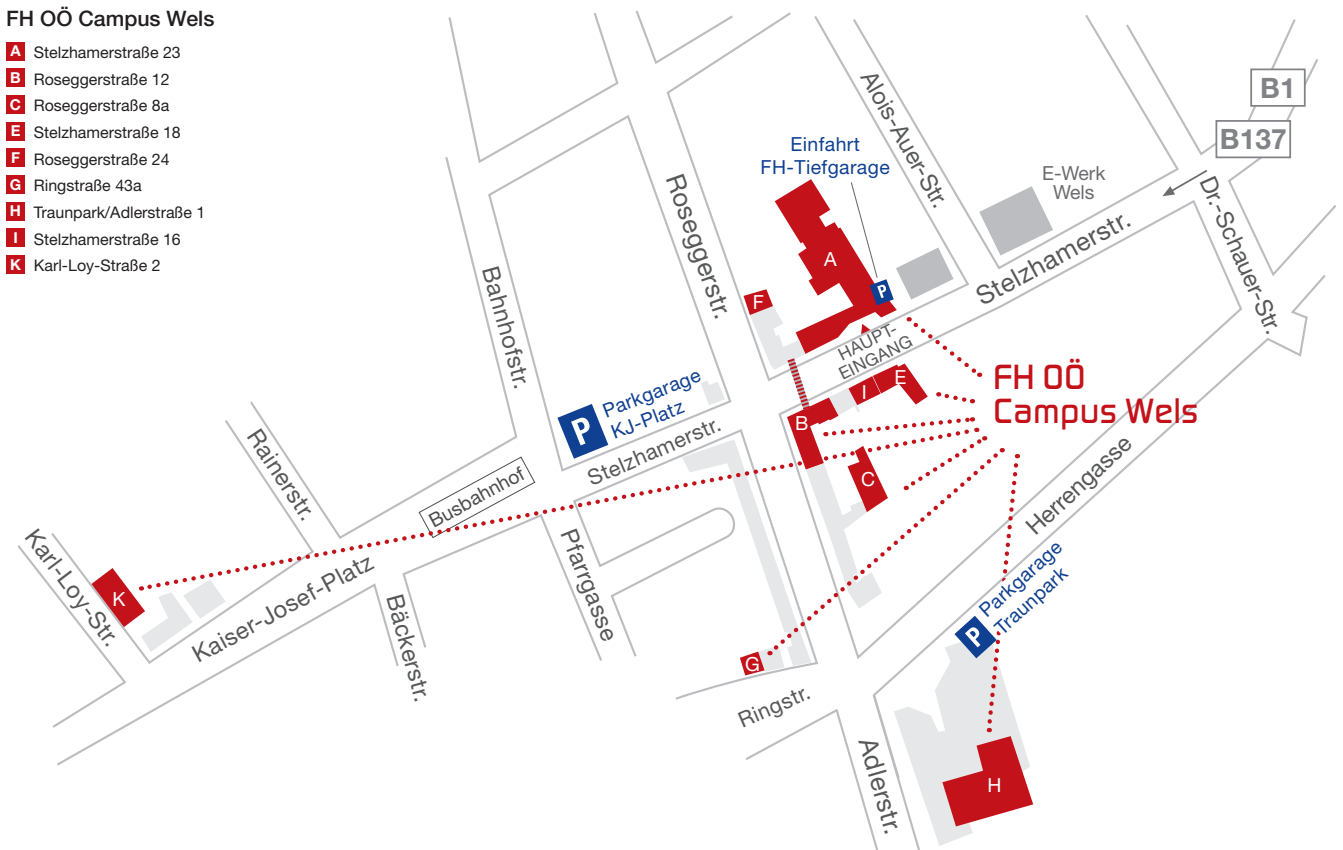 FH OÖ Campus Wels
A Stelzhamerstraße 23
B Roseggerstraße 12
C Roseggerstraße 8a
E Stelzhamerstraße 18
F Roseggerstraße 24
G Ringstraße 43a
H Traunpark/Adlerstraße 1
I Stelzhamerstraße 16
K Karl-Loy-Straße 2
B1
B137
Alois-Auer-Str.
Einfahrt
FH-Tiefgarage
E-Werk
Wels
Dr.-Schauer-Str.
Roseggerstr.
Stelzhamerstr.
A
P
F
HAUPT-
EINGANG
Bahnhofstr.
E
I
B
C
FH OÖ
Campus Wels
P
Parkgarage
KJ-Platz
Stelzhamerstr.
Rainerstr.
Busbahnhof
Herrengasse
Karl-Loy-Str.
K
Kaiser-Josef-Platz
Pfarrgasse
Bäckerstr.
P
Parkgarage
Traunpark
G
Ringstr.
Adlerstr.
H